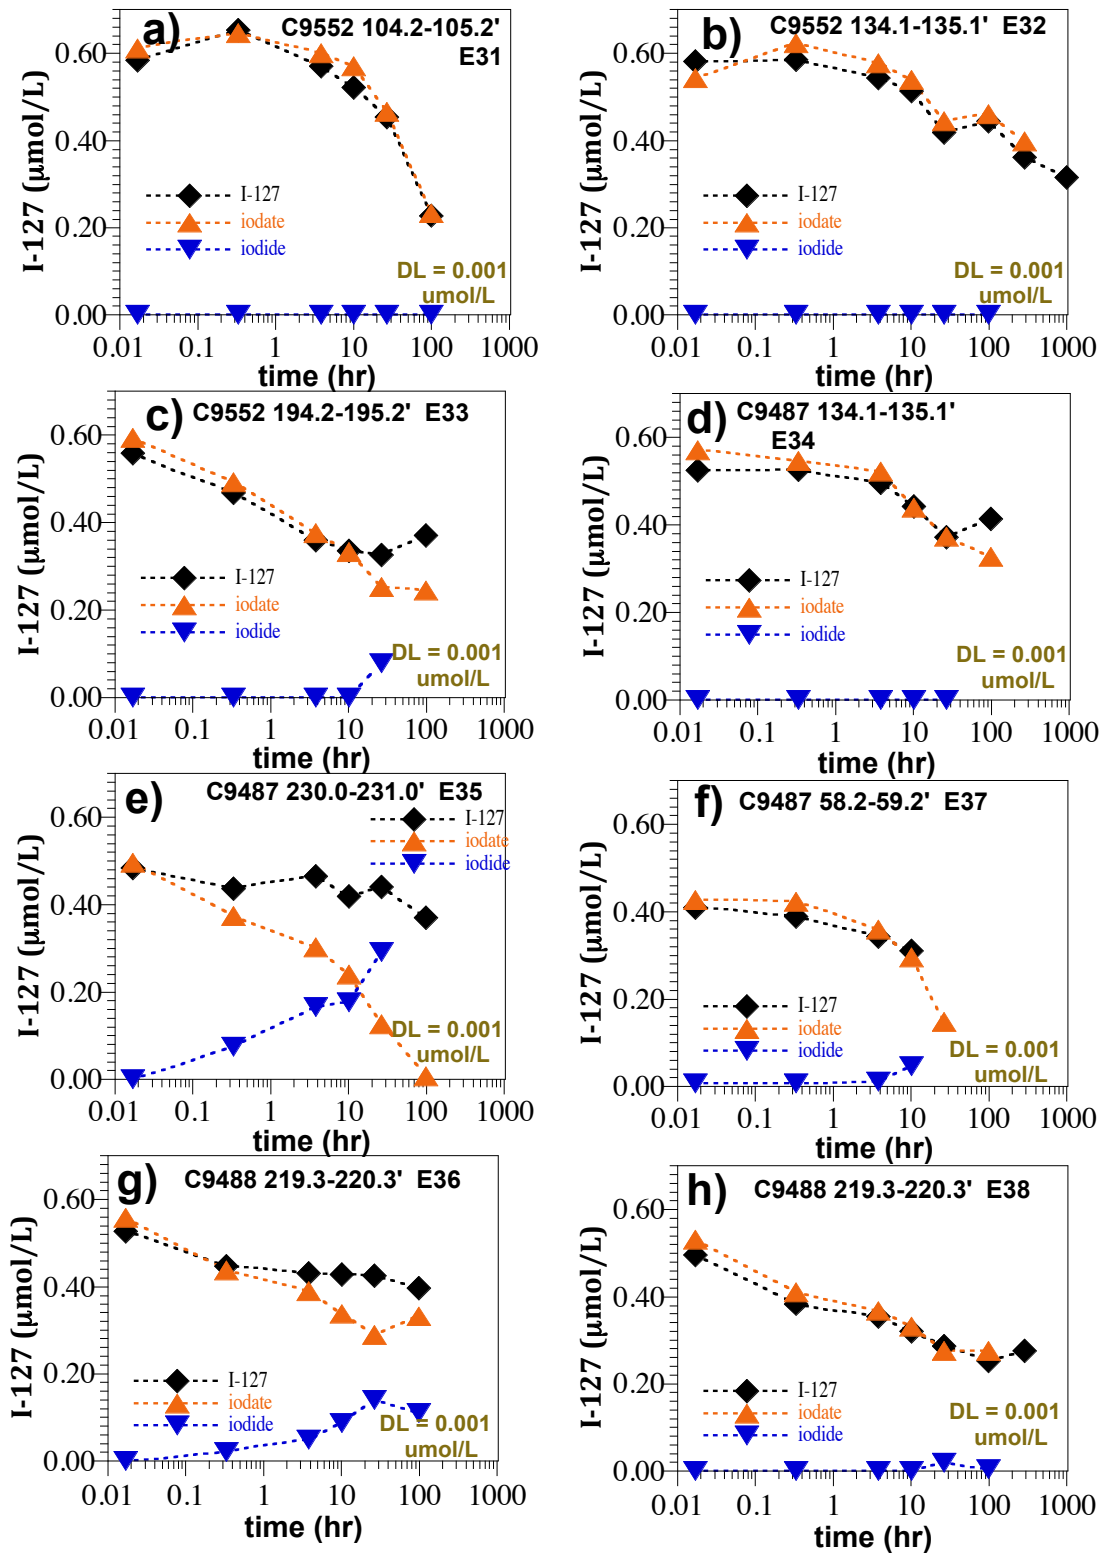 a)
C9552 104.2-105.2'
E31
I-127 (μmol/L)
0.60
0.40
0.20
0.00
I-127
iodate
iodide
DL = 0.001
umol/L
0.01 0.1 1 10 100 1000
time (hr)
b)
C9552 134.1-135.1' E32
I-127 (μmol/L)
0.60
0.40
0.20
0.00
I-127
iodate
iodide
DL = 0.001
umol/L
0.01 0.1 1 10 100 1000
time (hr)
c)
C9552 194.2-195.2' E33
I-127 (μmol/L)
0.60
0.40
0.20
0.00
I-127
iodate
iodide
DL = 0.001
umol/L
0.01 0.1 1 10 100 1000
time (hr)
d)
C9487 134.1-135.1'
E34
I-127 (μmol/L)
0.60
0.40
0.20
0.00
I-127
iodate
iodide
DL = 0.001
umol/L
0.01 0.1 1 10 100 1000
time (hr)
e)
C9487 230.0-231.0' E35
I-127 (μmol/L)
0.60
0.40
0.20
0.00
I-127
iodate
iodide
DL = 0.001
umol/L
0.01 0.1 1 10 100 1000
time (hr)
f)
C9487 58.2-59.2' E37
I-127 (μmol/L)
0.60
0.40
0.20
0.00
I-127
iodate
iodide
DL = 0.001
umol/L
0.01 0.1 1 10 100 1000
time (hr)
g)
C9488 219.3-220.3' E36
I-127 (μmol/L)
0.60
0.40
0.20
0.00
I-127
iodate
iodide
DL = 0.001
umol/L
0.01 0.1 1 10 100 1000
time (hr)
h)
C9488 219.3-220.3' E38
I-127 (μmol/L)
0.60
0.40
0.20
0.00
I-127
iodate
iodide
DL = 0.001
umol/L
0.01 0.1 1 10 100 1000
time (hr)